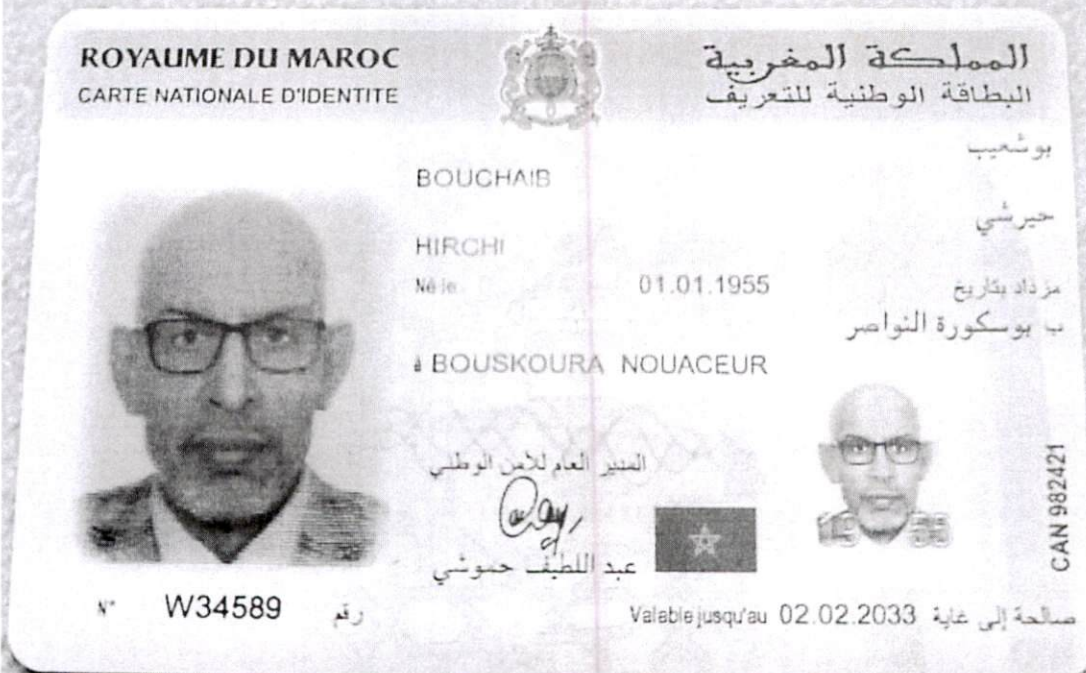 ROYAUME DU MAROC
المملكة المغربية
CARTE NATIONALE D'IDENTITE
البطاقة الوطنية للتعريف
بوشعيب
BOUCHAIB
حيرشي
HIRCHI
Né le 01.01.1955 مزداد بتاريخ
ب بوسكورة النواصر
à BOUSKOURA NOUACEUR
المدير العام للأمن الوطني
عبد اللطيف حموشي
CAN 982421
N° W34589 رقم
Valable jusqu'au 02.02.2033 صالحة إلى غاية